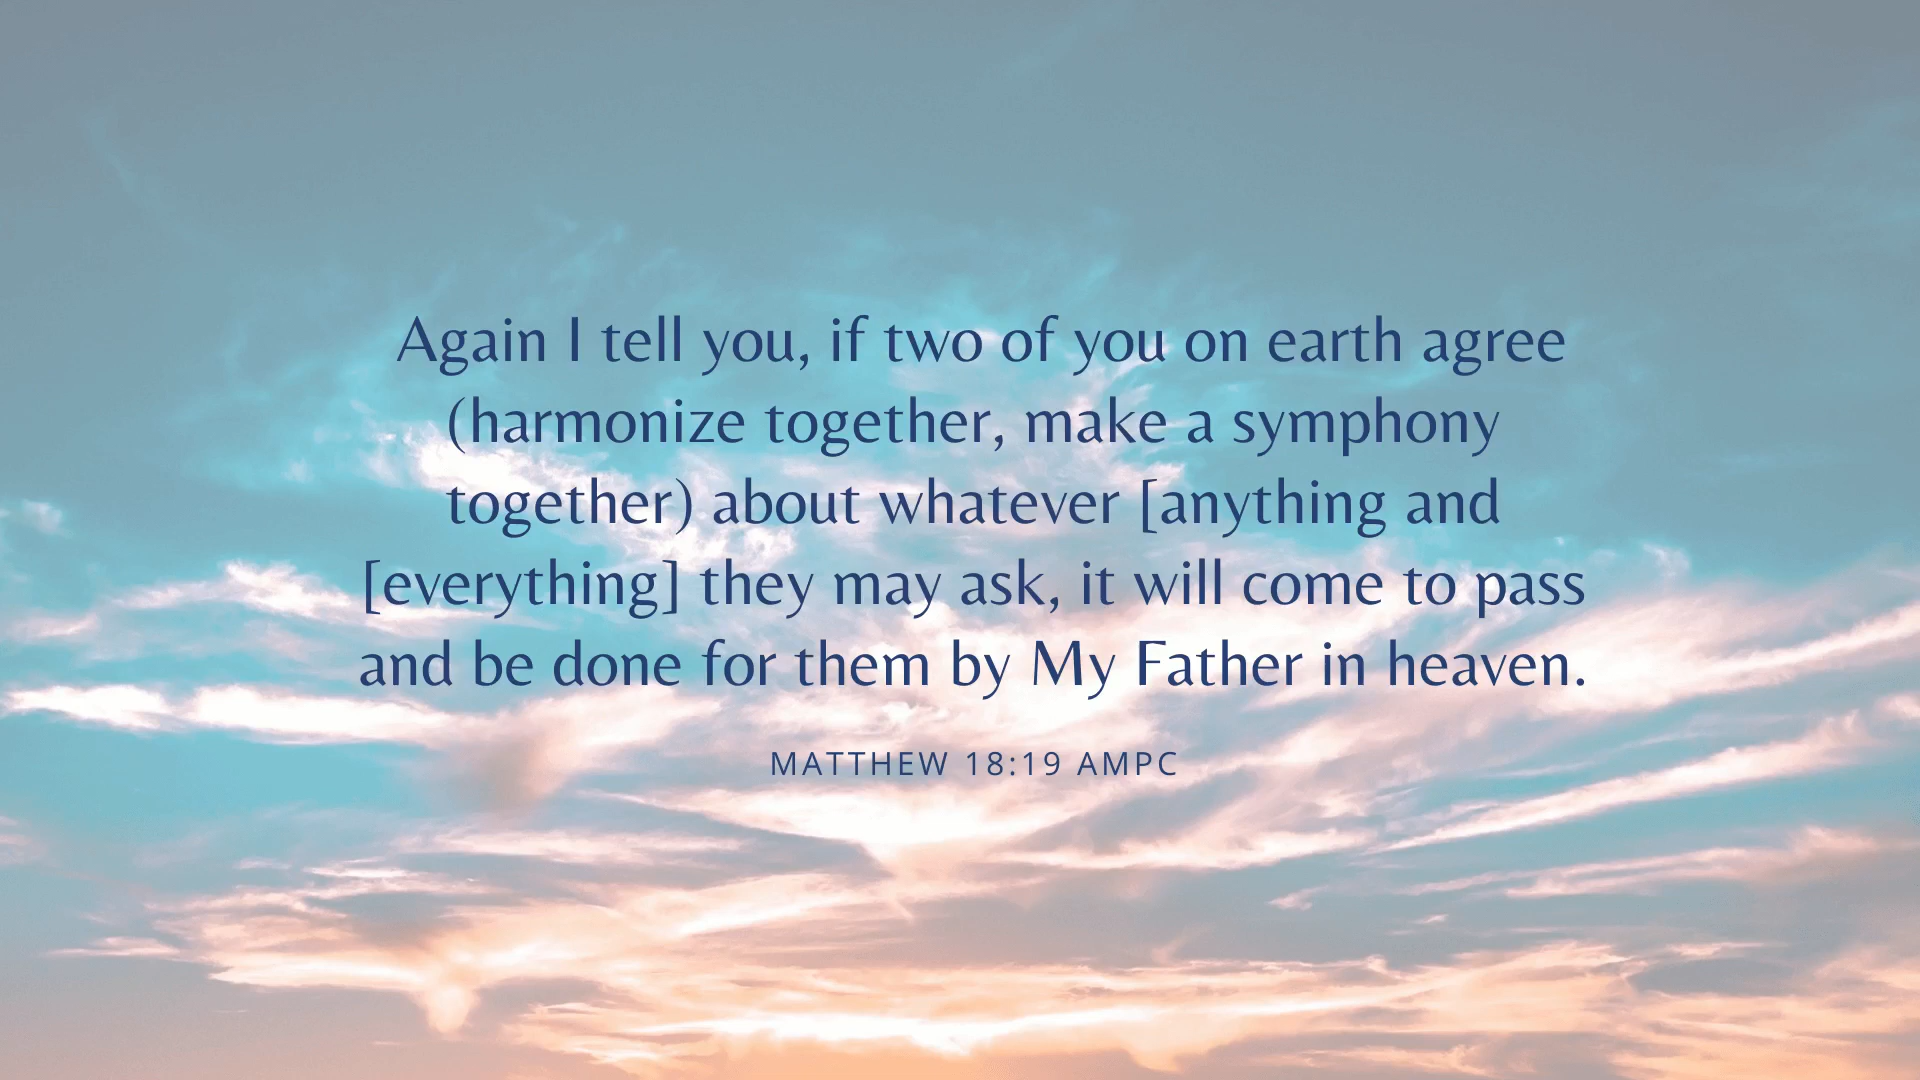 Again I tell you, if two of you on earth agree
(harmonize together, make a symphony
together) about whatever [anything and
[everything] they may ask, it will come to pass
and be done for them by My Father in heaven.
MATTHEW 18:19 AMPC